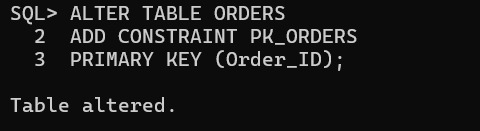 SQL> ALTER TABLE ORDERS
  2  ADD CONSTRAINT PK_ORDERS
  3  PRIMARY KEY (Order_ID);

Table altered.